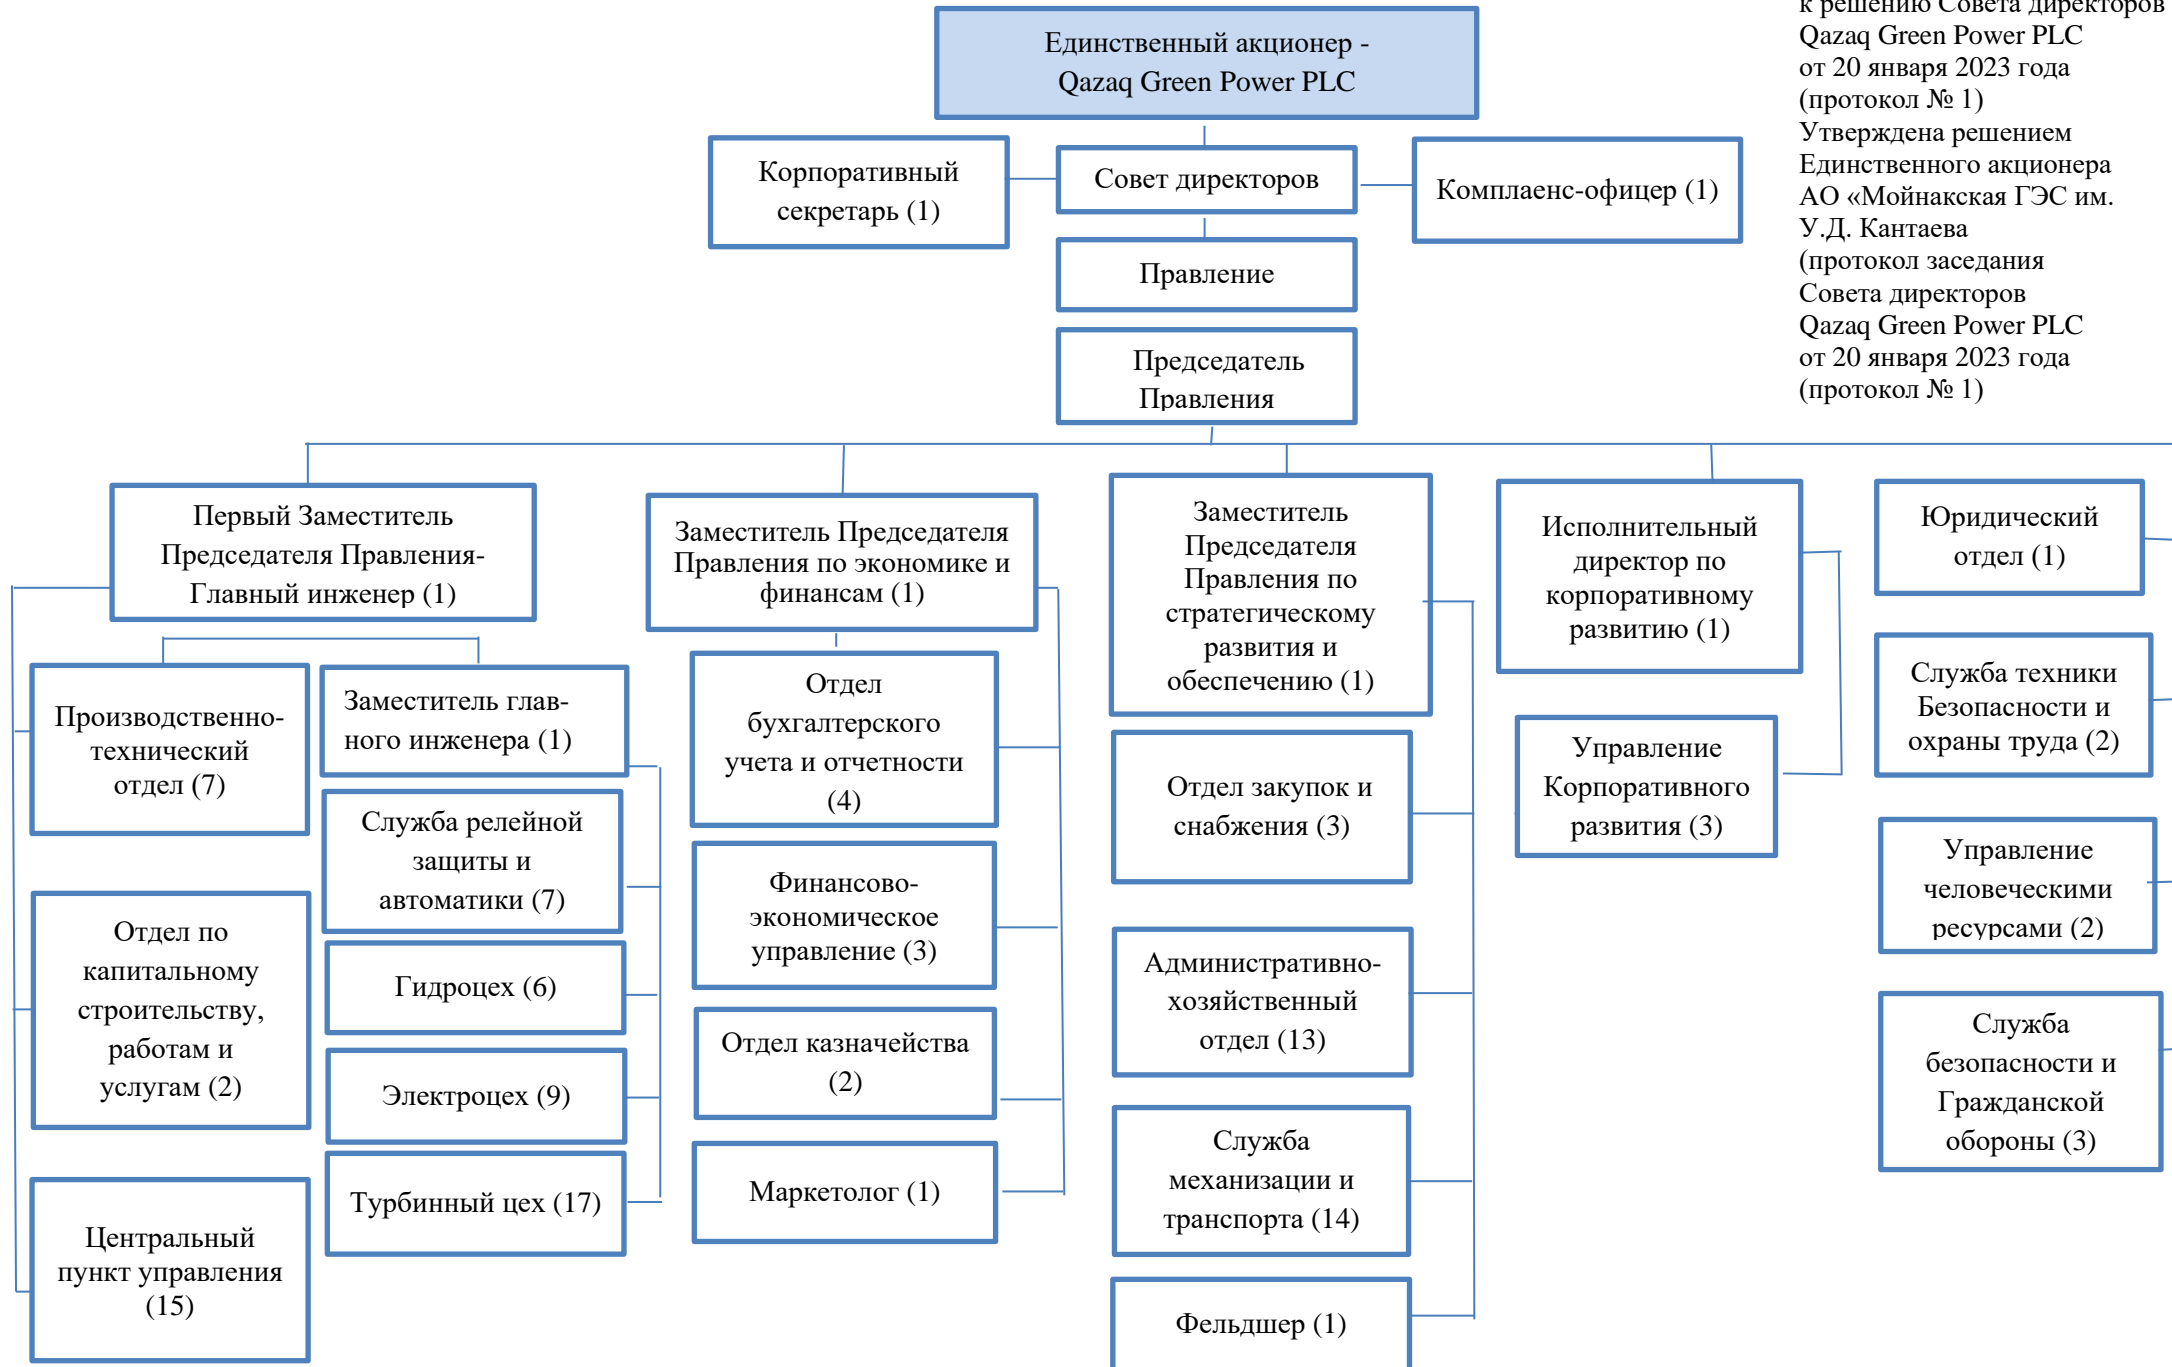 к решению Совета директоров
Qazaq Green Power PLC
от 20 января 2023 года
(протокол № 1)
Утверждена решением
Единственного акционера
АО «Мойнакская ГЭС им.
У.Д. Кантаева
(протокол заседания
Совета директоров
Qazaq Green Power PLC
от 20 января 2023 года
(протокол № 1)
Единственный акционер -
Qazaq Green Power PLC
Корпоративный
секретарь (1)
Совет директоров
Комплаенс-офицер (1)
Правление
Председатель
Правления
Первый Заместитель
Председателя Правления-
Главный инженер (1)
Производственно-
технический
отдел (7)
Отдел по
капитальному
строительству,
работам и
услугам (2)
Центральный
пункт управления
(15)
Заместитель глав-
ного инженера (1)
Служба релейной
защиты и
автоматики (7)
Гидроцех (6)
Электроцех (9)
Турбинный цех (17)
Заместитель Председателя
Правления по экономике и
финансам (1)
Отдел
бухгалтерского
учета и отчетности
(4)
Финансово-
экономическое
управление (3)
Отдел казначейства
(2)
Маркетолог (1)
Заместитель
Председателя
Правления по
стратегическому
развития и
обеспечению (1)
Отдел закупок и
снабжения (3)
Административно-
хозяйственный
отдел (13)
Служба
механизации и
транспорта (14)
Фельдшер (1)
Исполнительный
директор по
корпоративному
развитию (1)
Управление
Корпоративного
развития (3)
Юридический
отдел (1)
Служба техники
Безопасности и
охраны труда (2)
Управление
человеческими
ресурсами (2)
Служба
безопасности и
Гражданской
обороны (3)